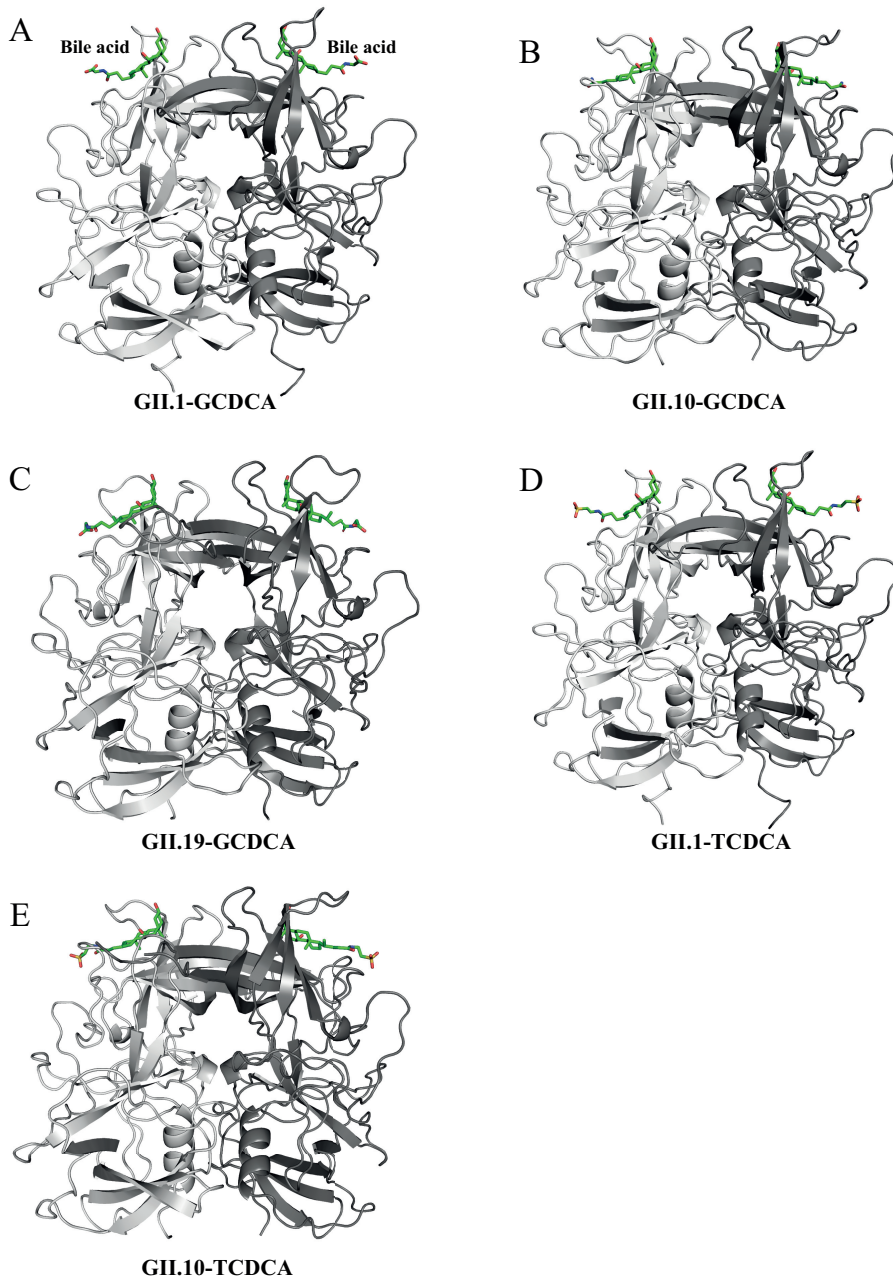 A
Bile acid
Bile acid
GII.1-GCDCA
B
GII.10-GCDCA
C
GII.19-GCDCA
D
GII.1-TCDCA
E
GII.10-TCDCA